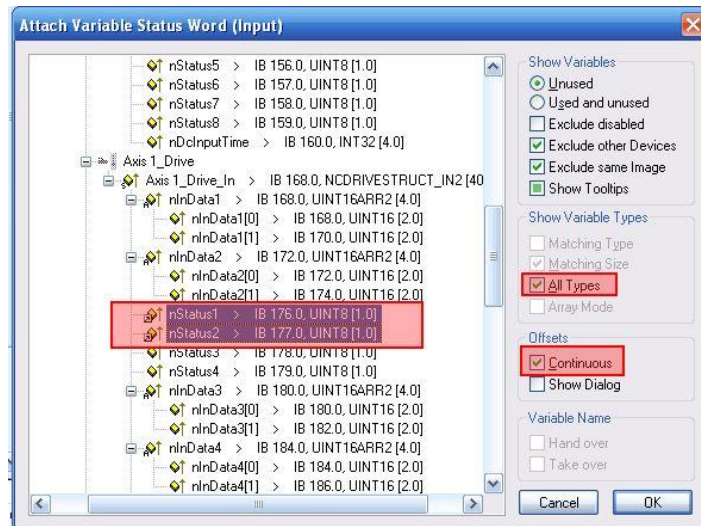 Attach Variable Status Word (Input)
nStatus5 > IB 156.0, UINT8 [1.0]
nStatus6 > IB 157.0, UINT8 [1.0]
nStatus7 > IB 158.0, UINT8 [1.0]
nStatus8 > IB 159.0, UINT8 [1.0]
nDcInputTime > IB 160.0, INT32 [4.0]
Axis 1_Drive
Axis 1_Drive_In > IB 168.0, NCDRIVESTRUCT_IN2 [40
nInData1 > IB 168.0, UINT16ARR2 [4.0]
nInData1[0] > IB 168.0, UINT16 [2.0]
nInData1[1] > IB 170.0, UINT16 [2.0]
nInData2 > IB 172.0, UINT16ARR2 [4.0]
nInData2[0] > IB 172.0, UINT16 [2.0]
nInData2[1] > IB 174.0, UINT16 [2.0]
nStatus1 > IB 176.0, UINT8 [1.0]
nStatus2 > IB 177.0, UINT8 [1.0]
nStatus3 > IB 178.0, UINT8 [1.0]
nStatus4 > IB 179.0, UINT8 [1.0]
nInData3 > IB 180.0, UINT16ARR2 [4.0]
nInData3[0] > IB 180.0, UINT16 [2.0]
nInData3[1] > IB 182.0, UINT16 [2.0]
nInData4 > IB 184.0, UINT16ARR2 [4.0]
nInData4[0] > IB 184.0, UINT16 [2.0]
nInData4[1] > IB 186.0, UINT16 [2.0]
Show Variables
Unused
Used and unused
Exclude disabled
Exclude other Devices
Exclude same Image
Show Tooltips
Show Variable Types
Matching Type
Matching Size
All Types
Array Mode
Offsets
Continuous
Show Dialog
Variable Name
Hand over
Take over
Cancel
OK